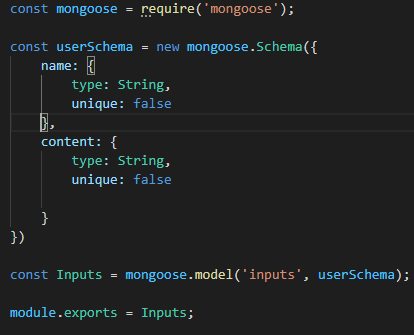 const mongoose = require('mongoose');
const userSchema = new mongoose.Schema({
    name: {
        type: String,
        unique: false
    },
    content: {
        type: String,
        unique: false
    }
})
const Inputs = mongoose.model('inputs', userSchema);
module.exports = Inputs;